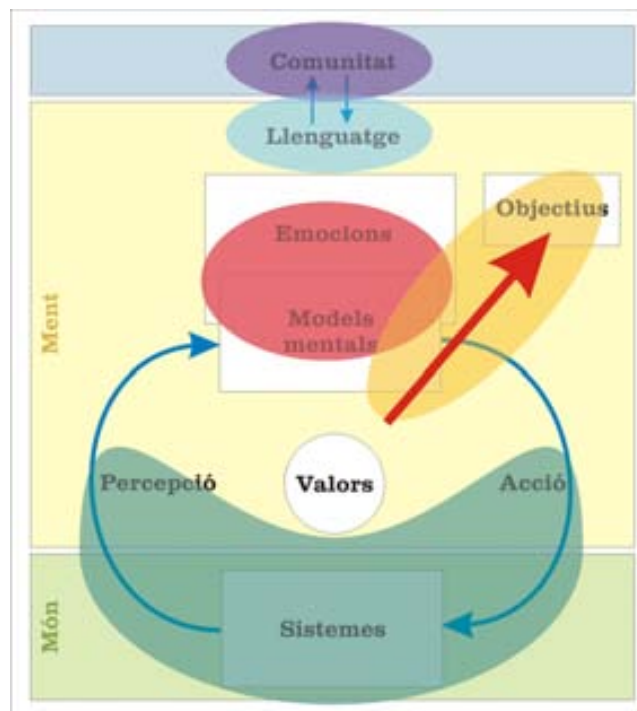 Comunitat
Llenguatge
Objectius
Emocions
Models
mentals
Ment
Percepció
Valors
Acció
Sistemes
Món